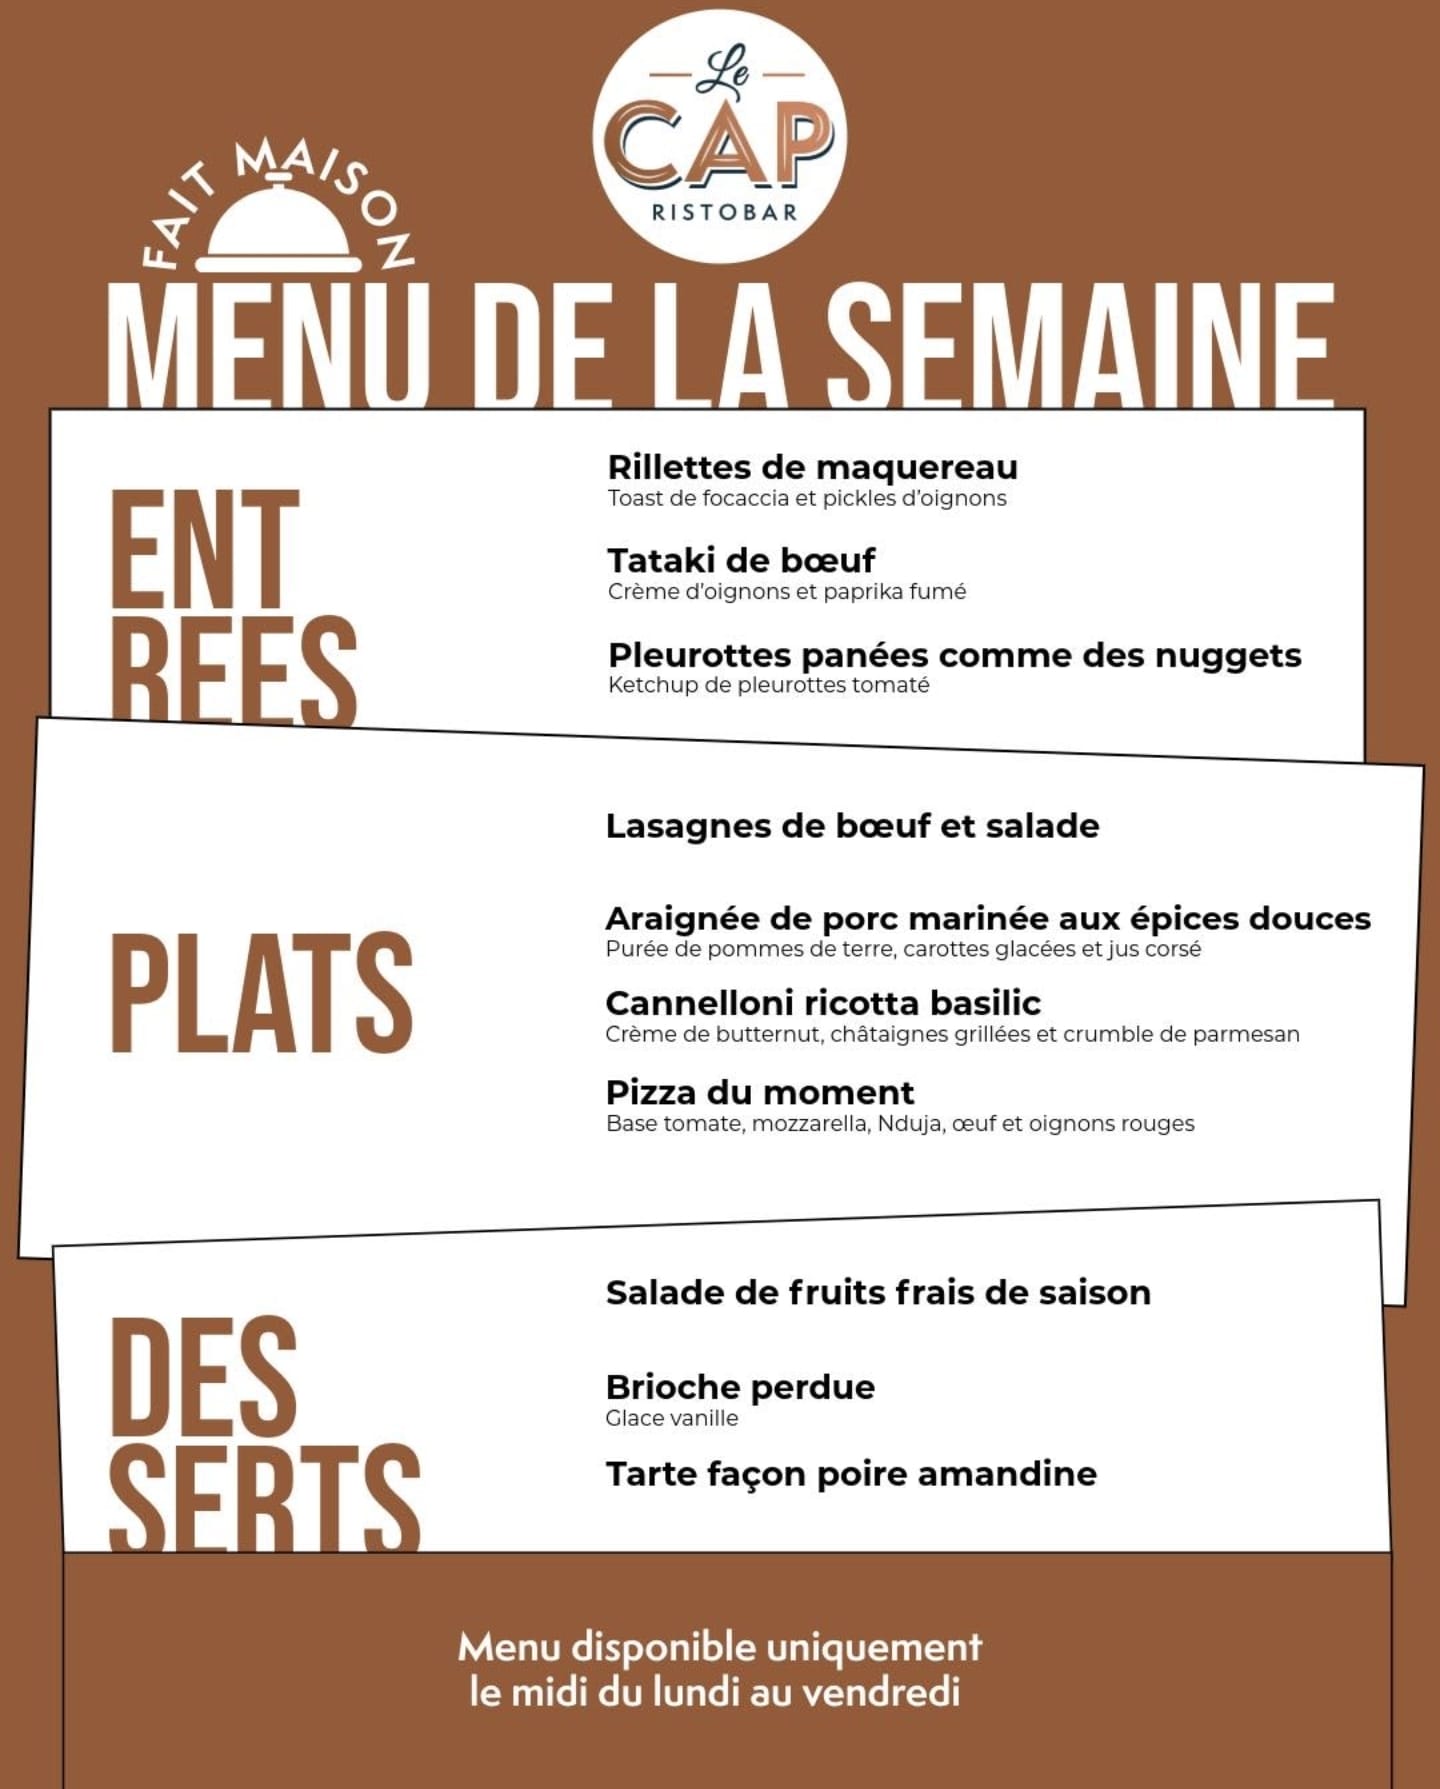 Le
CAP
RISTOBAR
FAIT MAISON
MENU DE LA SEMAINE
ENT
REES
Rillettes de maquereau
Toast de focaccia et pickles d'oignons
Tataki de bœuf
Crème d'oignons et paprika fumé
Pleurottes panées comme des nuggets
Ketchup de pleurottes tomaté
PLATS
Lasagnes de bœuf et salade
Araignée de porc marinée aux épices douces
Purée de pommes de terre, carottes glacées et jus corsé
Cannelloni ricotta basilic
Crème de butternut, châtaignes grillées et crumble de parmesan
Pizza du moment
Base tomate, mozzarella, Nduja, œuf et oignons rouges
DES
SERTS
Salade de fruits frais de saison
Brioche perdue
Glace vanille
Tarte façon poire amandine
Menu disponible uniquement
le midi du lundi au vendredi